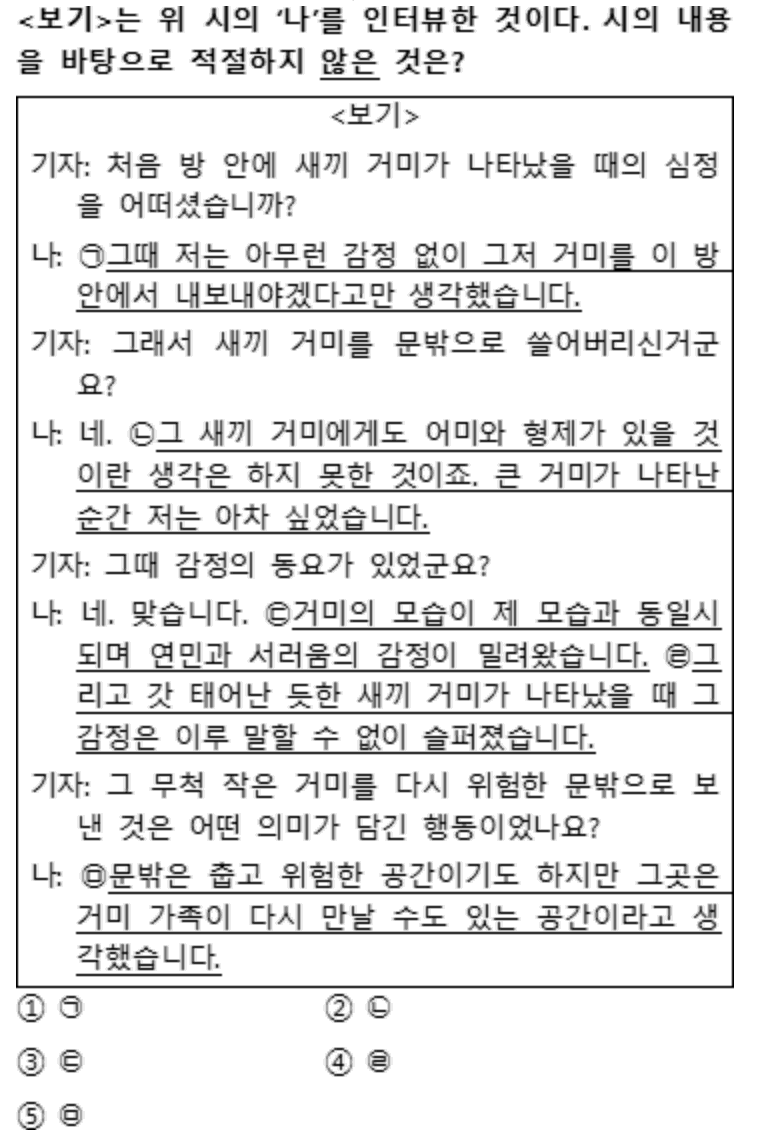 <보기>는 위 시의 ‘나’를 인터뷰한 것이다. 시의 내용
을 바탕으로 적절하지 않은 것은?
<보기>
기자: 처음 방 안에 새끼 거미가 나타났을 때의 심정
을 어떠셨습니까?
나: ㉠그때 저는 아무런 감정 없이 그저 거미를 이 방
안에서 내보내야겠다고만 생각했습니다.
기자: 그래서 새끼 거미를 문밖으로 쓸어버리신거군
요?
나: 네. ㉡그 새끼 거미에게도 어미와 형제가 있을 것
이란 생각은 하지 못한 것이죠. 큰 거미가 나타난
순간 저는 아차 싶었습니다.
기자: 그때 감정의 동요가 있었군요?
나: 네. 맞습니다. ㉢거미의 모습이 제 모습과 동일시
되며 연민과 서러움의 감정이 밀려왔습니다. ㉣그
리고 갓 태어난 듯한 새끼 거미가 나타났을 때 그
감정은 이루 말할 수 없이 슬퍼졌습니다.
기자: 그 무척 작은 거미를 다시 위험한 문밖으로 보
낸 것은 어떤 의미가 담긴 행동이었나요?
나: ㉤문밖은 춥고 위험한 공간이기도 하지만 그곳은
거미 가족이 다시 만날 수도 있는 공간이라고 생
각했습니다.
① ㉠ ② ㉡
③ ㉢ ④ ㉣
⑤ ㉤